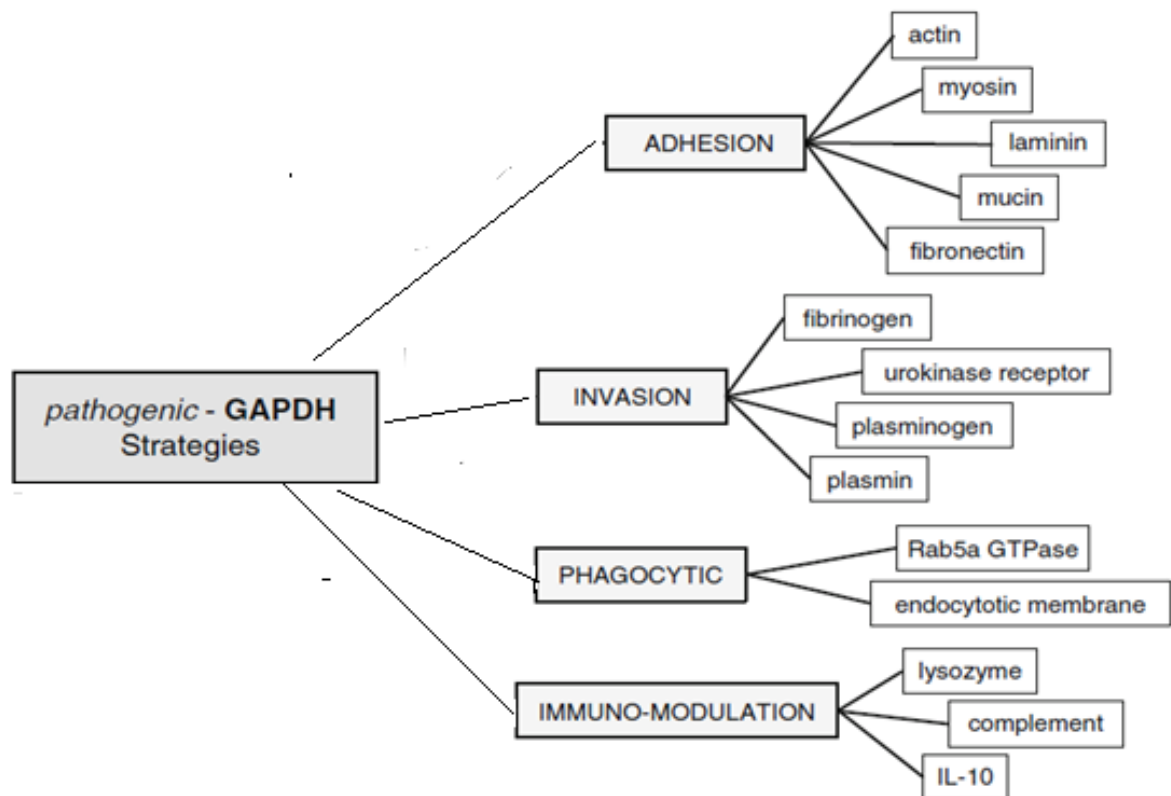 actin
myosin
ADHESION
laminin
mucin
fibronectin
fibrinogen
urokinase receptor
pathogenic - GAPDH
Strategies
INVASION
plasminogen
plasmin
Rab5a GTPase
PHAGOCYTIC
endocytotic membrane
lysozyme
IMMUNO-MODULATION
complement
IL-10